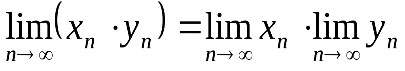 lim(xₙ · yₙ) = lim xₙ · lim yₙ
n→∞ n→∞ n→∞